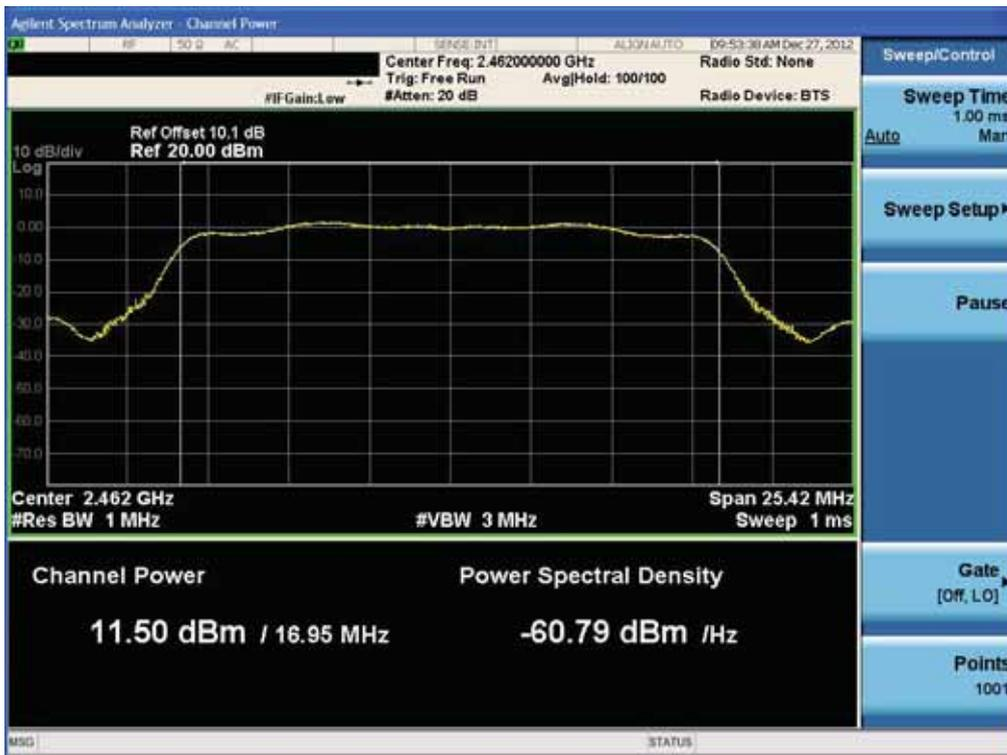 Agilent Spectrum Analyzer - Channel Power
RF 50 Ω AC SENSE:INT ALIGN AUTO 09:53:38 AM Dec 27, 2012
Center Freq: 2.462000000 GHz Radio Std: None
Trig: Free Run Avg|Hold: 100/100
#IFGain:Low #Atten: 20 dB Radio Device: BTS
Ref Offset 10.1 dB
10 dB/div Ref 20.00 dBm
Log
10.0
0.00
-10.0
-20.0
-30.0
-40.0
-50.0
-60.0
-70.0
Center 2.462 GHz Span 25.42 MHz
#Res BW 1 MHz #VBW 3 MHz Sweep 1 ms
Channel Power Power Spectral Density
11.50 dBm / 16.95 MHz -60.79 dBm /Hz
MSG STATUS
Sweep/Control
Sweep Time
1.00 ms
Auto Man
Sweep Setup
Pause
Gate
[Off, LO]
Points
1001